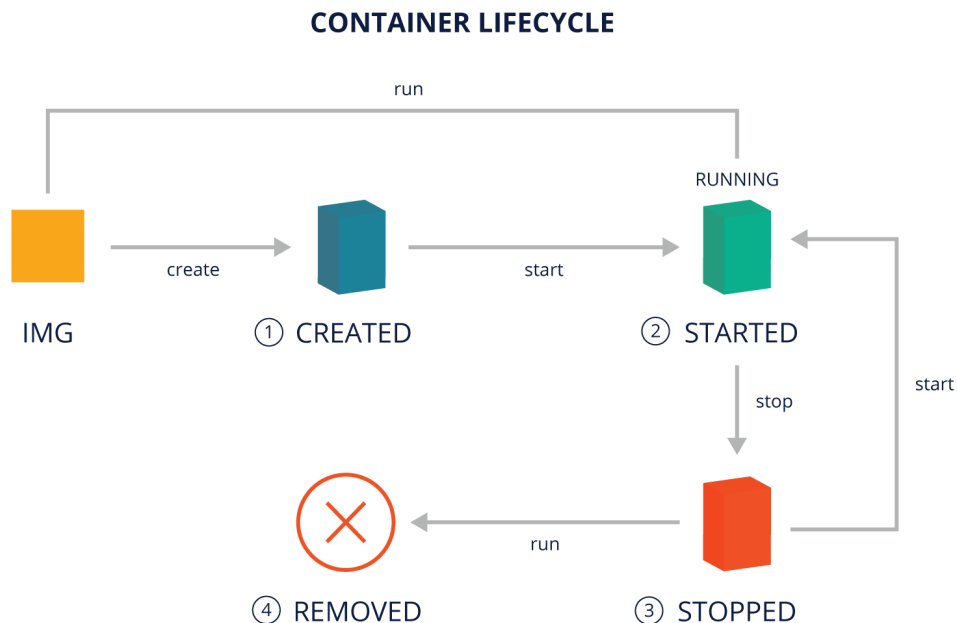 CONTAINER LIFECYCLE
run
RUNNING
create
start
IMG
1 CREATED
2 STARTED
stop
start
run
4 REMOVED
3 STOPPED